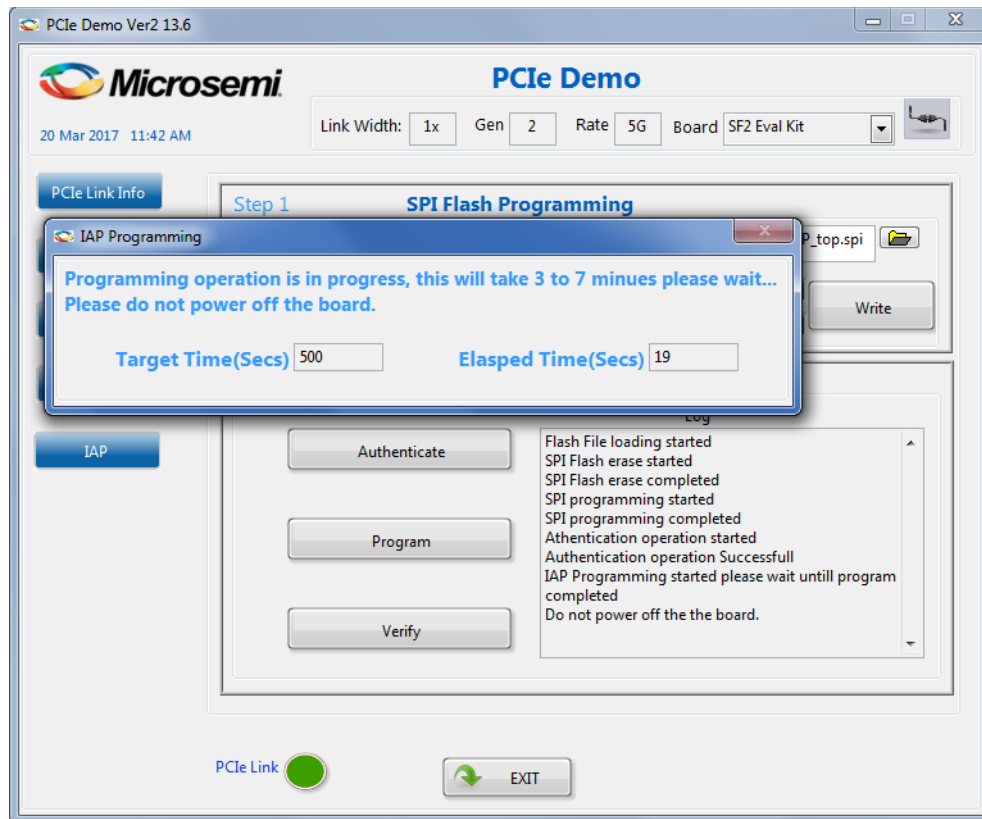 PCIe Demo Ver2 13.6
Microsemi.
PCIe Demo
20 Mar 2017 11:42 AM
Link Width: 1x Gen 2 Rate 5G Board SF2 Eval Kit
PCIe Link Info
Step 1 SPI Flash Programming
IAP Programming
P_top.spi
Programming operation is in progress, this will take 3 to 7 minues please wait...
Please do not power off the board.
Write
Target Time(Secs) 500 Elasped Time(Secs) 19
Log
IAP
Authenticate
Program
Verify
Flash File loading started
SPI Flash erase started
SPI Flash erase completed
SPI programming started
SPI programming completed
Athentication operation started
Authentication operation Successfull
IAP Programming started please wait untill program
completed
Do not power off the the board.
PCIe Link
EXIT